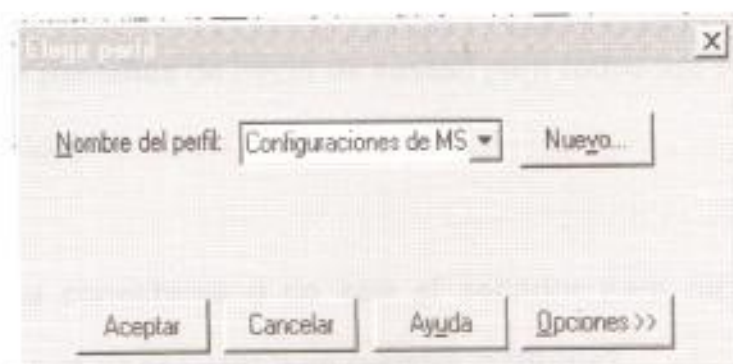 Elegir perfil
Nombre del perfil: Configuraciones de MS Nuevo...
Aceptar Cancelar Ayuda Opciones >>